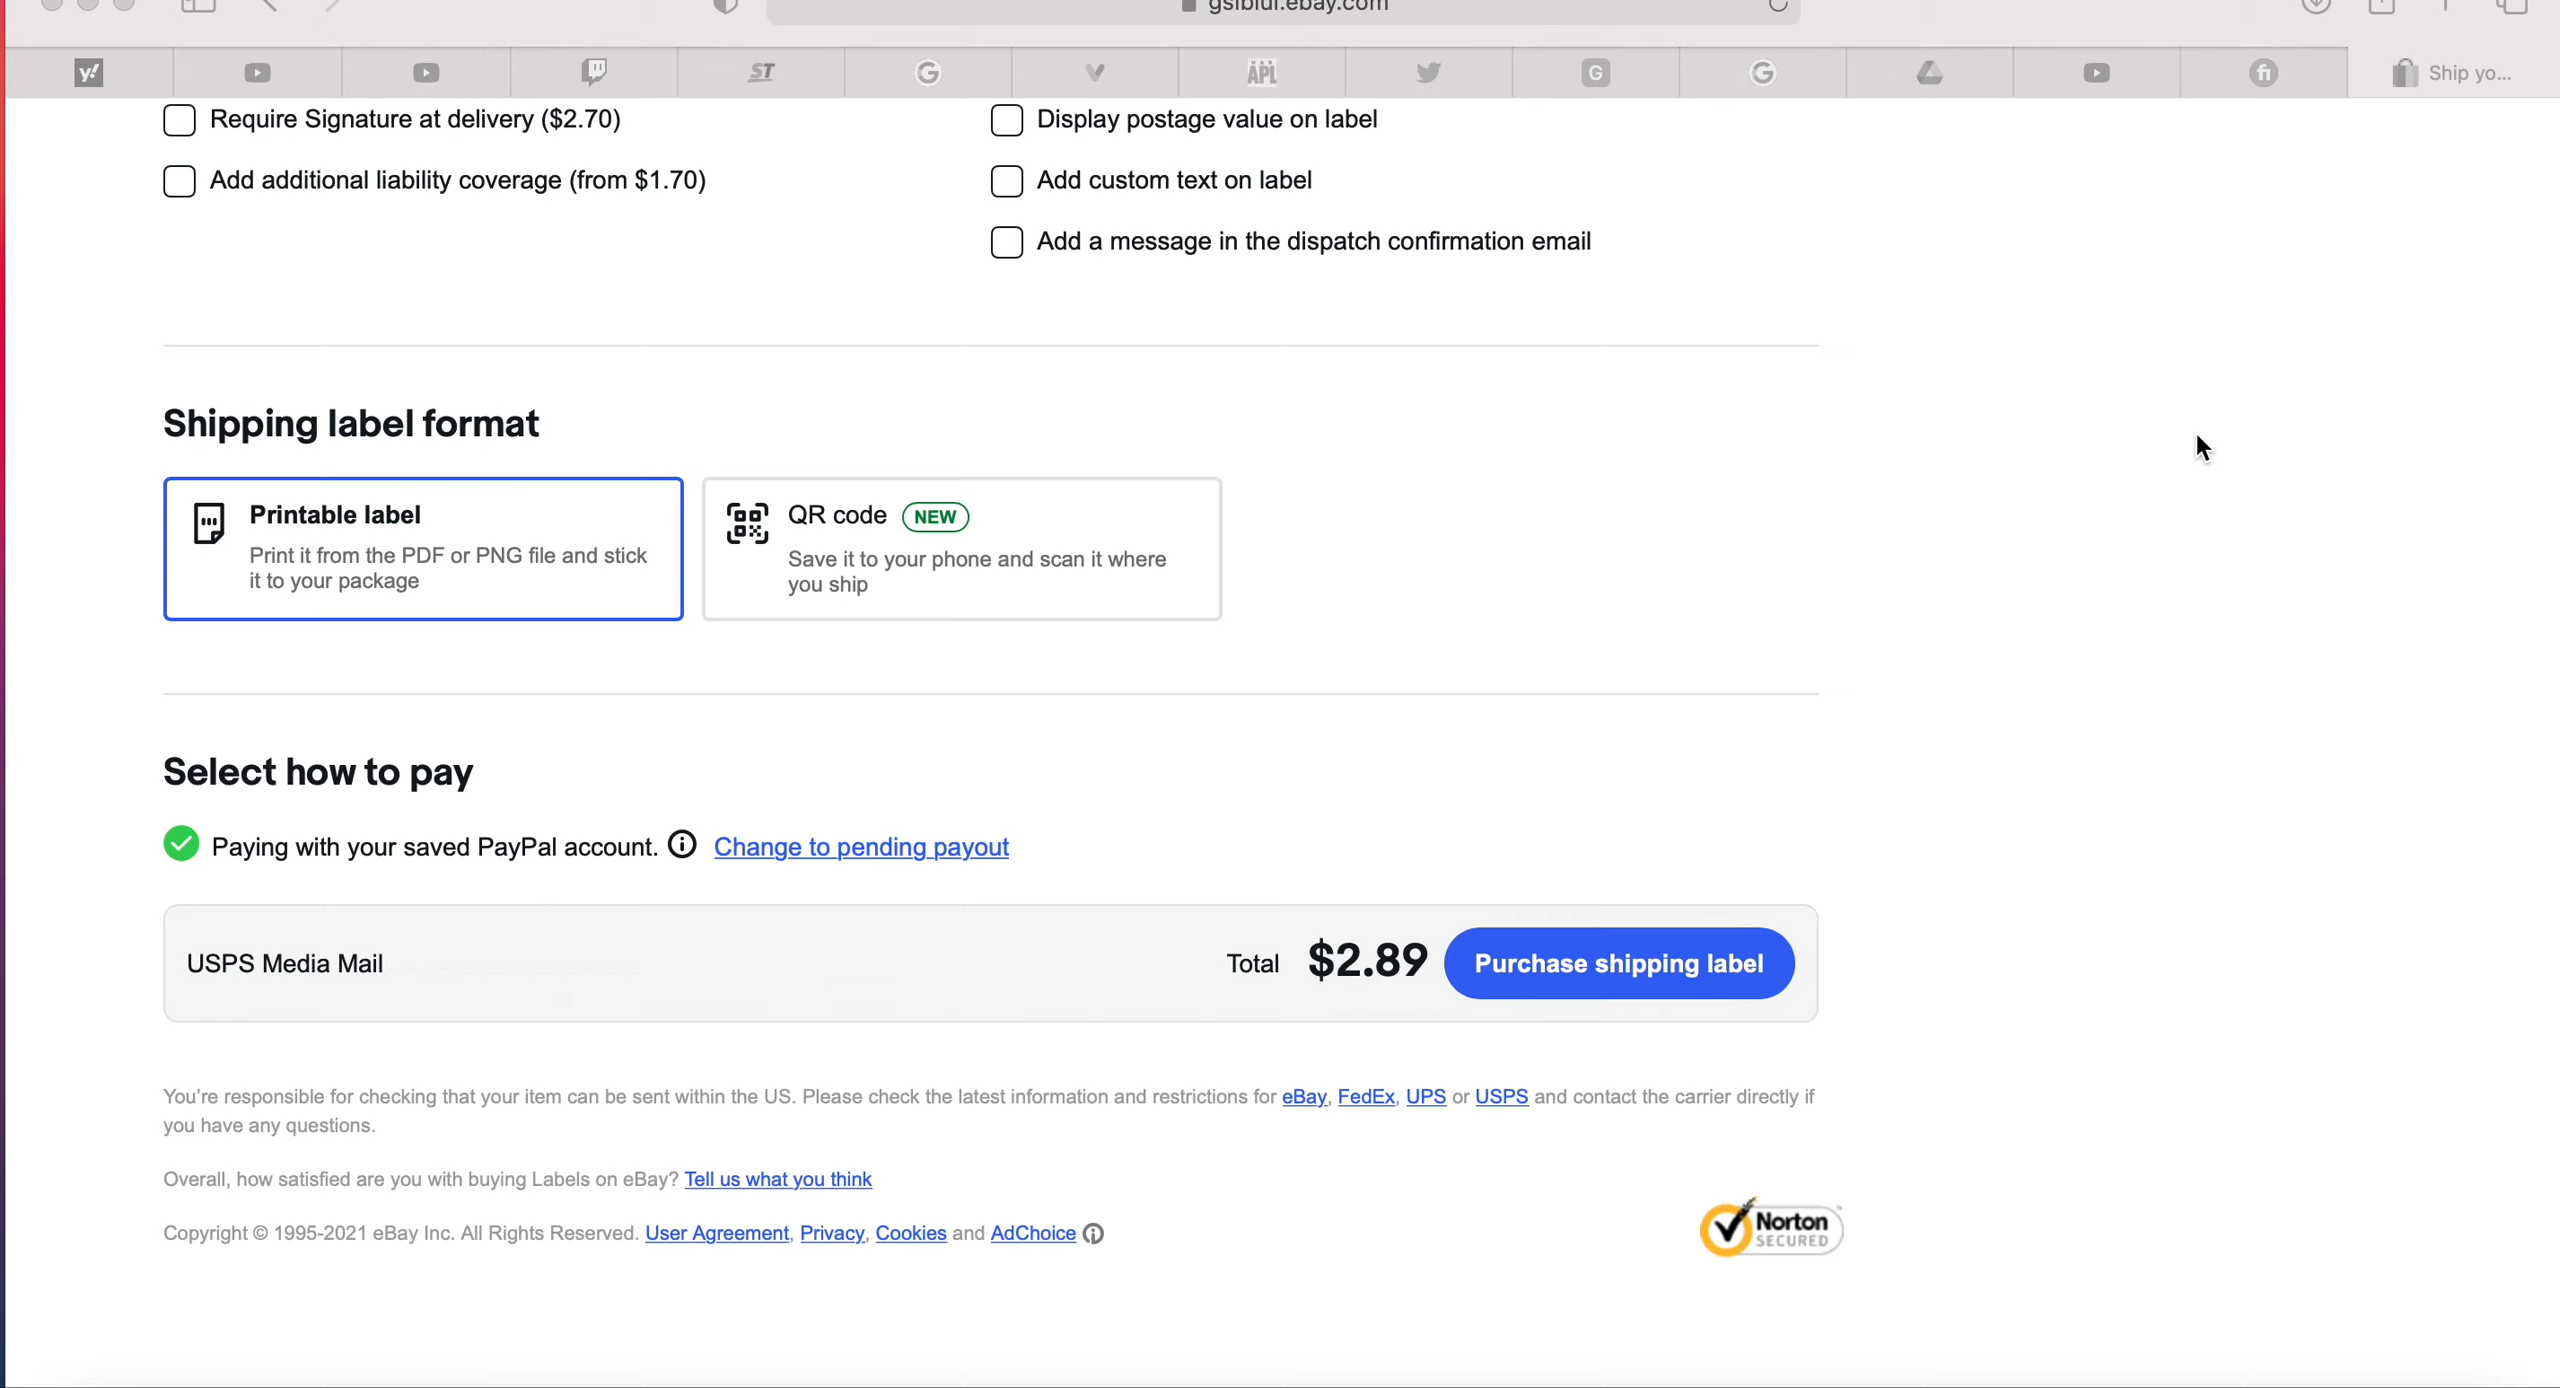 gslblui.ebay.com
y!
ST
G
API
G
G
fi
Ship yo...
Require Signature at delivery ($2.70)
Display postage value on label
Add additional liability coverage (from $1.70)
Add custom text on label
Add a message in the dispatch confirmation email
Shipping label format
Printable label
Print it from the PDF or PNG file and stick
it to your package
QR code NEW
Save it to your phone and scan it where
you ship
Select how to pay
Paying with your saved PayPal account. Change to pending payout
USPS Media Mail
Total $2.89 Purchase shipping label
You're responsible for checking that your item can be sent within the US. Please check the latest information and restrictions for eBay, FedEx, UPS or USPS and contact the carrier directly if
you have any questions.
Overall, how satisfied are you with buying Labels on eBay? Tell us what you think
Copyright © 1995-2021 eBay Inc. All Rights Reserved. User Agreement, Privacy, Cookies and AdChoice
Norton
SECURED